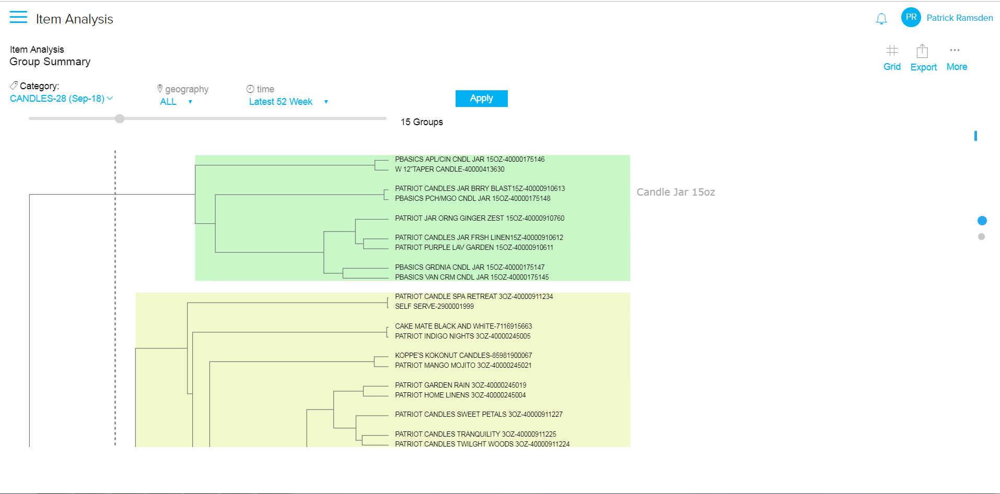 Item Analysis
PR
Patrick Ramsden
Item Analysis
Group Summary
Grid
Export
More
Category:
CANDLES-28 (Sep-18)
geography
ALL
time
Latest 52 Week
Apply
15 Groups
PBASICS APL/CIN CNDL JAR 15OZ-40000175146
W 12"TAPER CANDLE-40000413630
PATRIOT CANDLES JAR BRRY BLAST15Z-40000910613
PBASICS PCH/MGO CNDL JAR 15OZ-40000175148
Candle Jar 15oz
PATRIOT JAR ORNG GINGER ZEST 15OZ-40000910760
PATRIOT CANDLES JAR FRSH LINEN15Z-40000910612
PATRIOT PURPLE LAV GARDEN 15OZ-40000910611
PBASICS GRDNIA CNDL JAR 15OZ-40000175147
PBASICS VAN CRM CNDL JAR 15OZ-40000175145
PATRIOT CANDLE SPA RETREAT 3OZ-40000911234
SELF SERVE-2900001999
CAKE MATE BLACK AND WHITE-7116915663
PATRIOT INDIGO NIGHTS 3OZ-40000245005
KOPPE'S KOKONUT CANDLES-85981900067
PATRIOT MANGO MOJITO 3OZ-40000245021
PATRIOT GARDEN RAIN 3OZ-40000245019
PATRIOT HOME LINENS 3OZ-40000245004
PATRIOT CANDLES SWEET PETALS 3OZ-40000911227
PATRIOT CANDLES TRANQUILITY 3OZ-40000911225
PATRIOT CANDLES TWILGHT WOODS 3OZ-40000911224